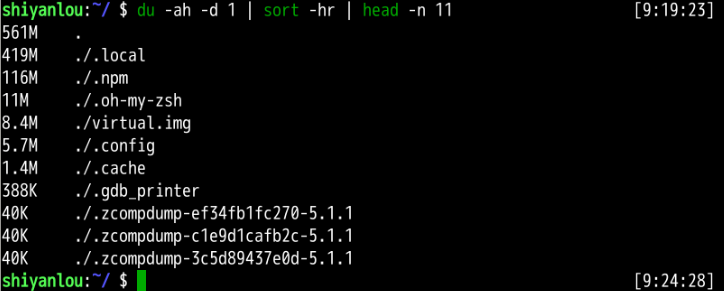 shiyanlou:~/ $ du -ah -d 1 | sort -hr | head -n 11 [9:19:23]
561M .
419M ./.local
116M ./.npm
11M ./.oh-my-zsh
8.4M ./virtual.img
5.7M ./.config
1.4M ./.cache
388K ./.gdb_printer
40K ./.zcompdump-ef34fb1fc270-5.1.1
40K ./.zcompdump-c1e9d1cafb2c-5.1.1
40K ./.zcompdump-3c5d89437e0d-5.1.1
shiyanlou:~/ $ [9:24:28]